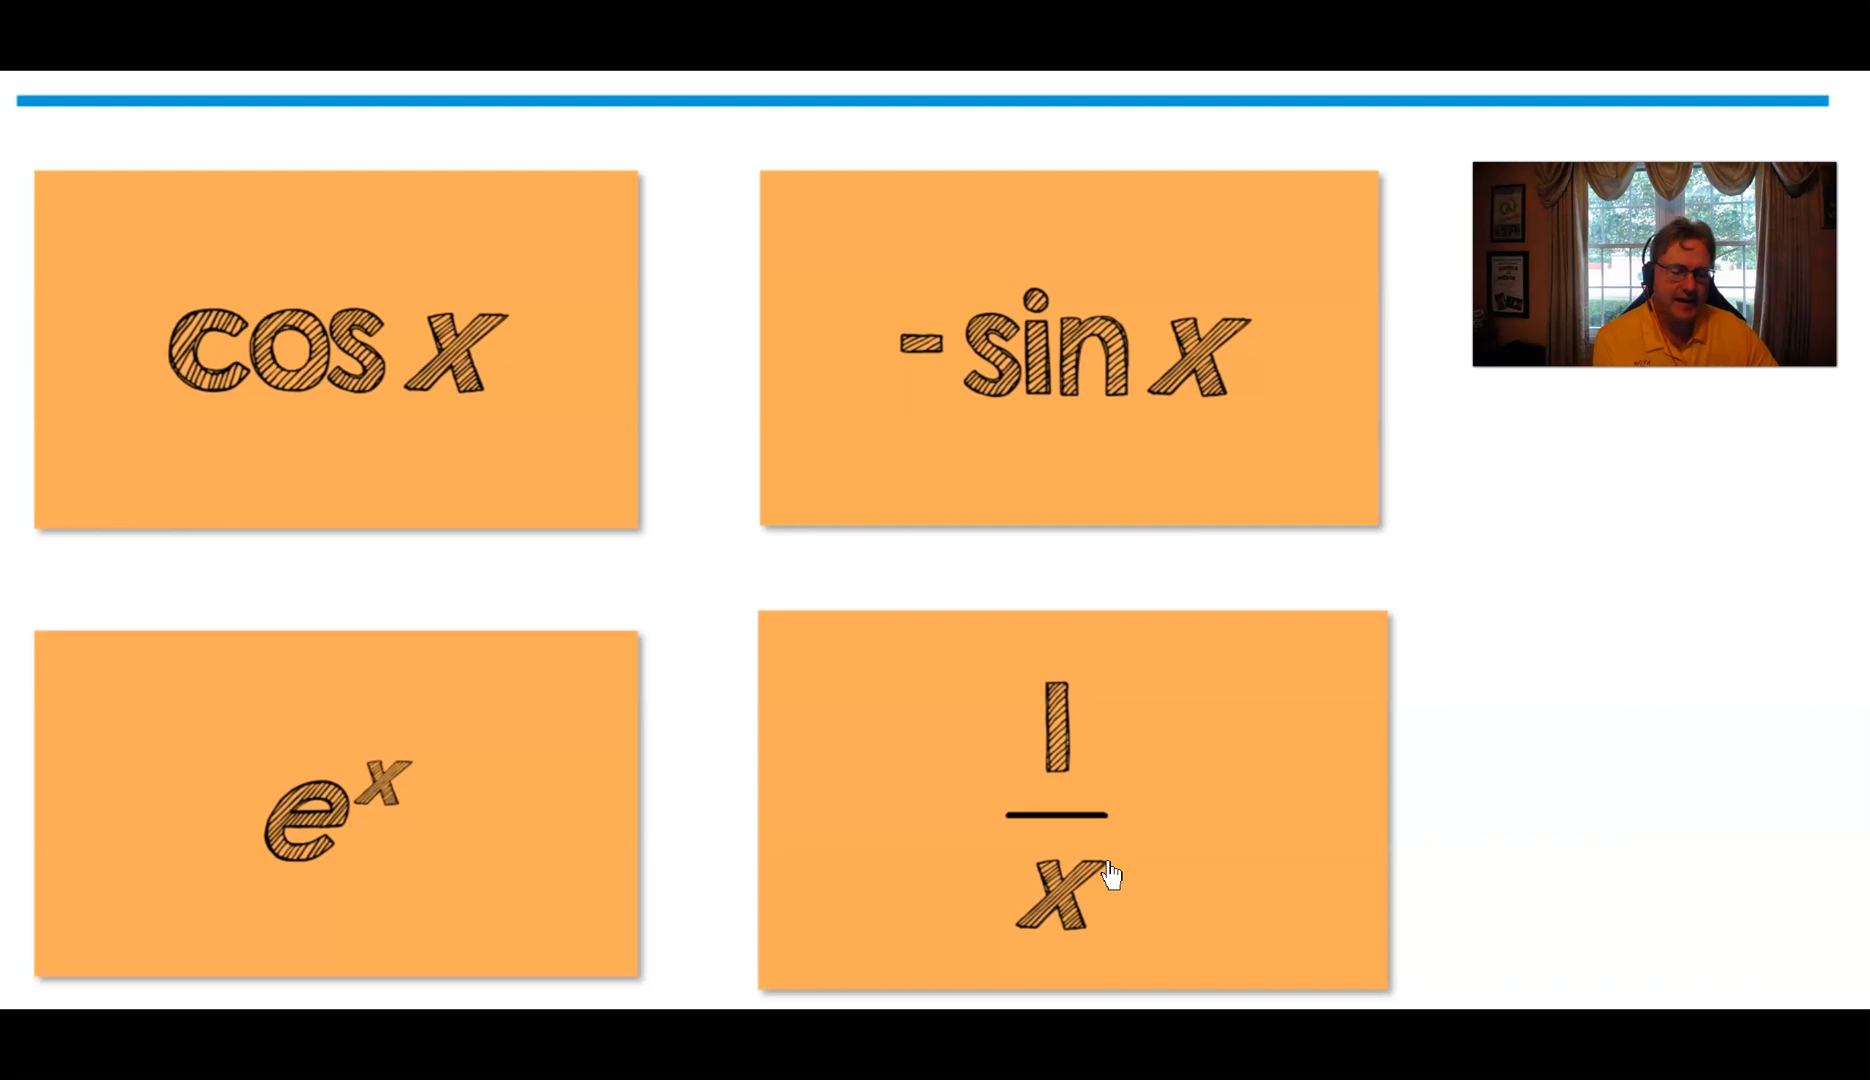 cos x
- sin x
e^x
1
x